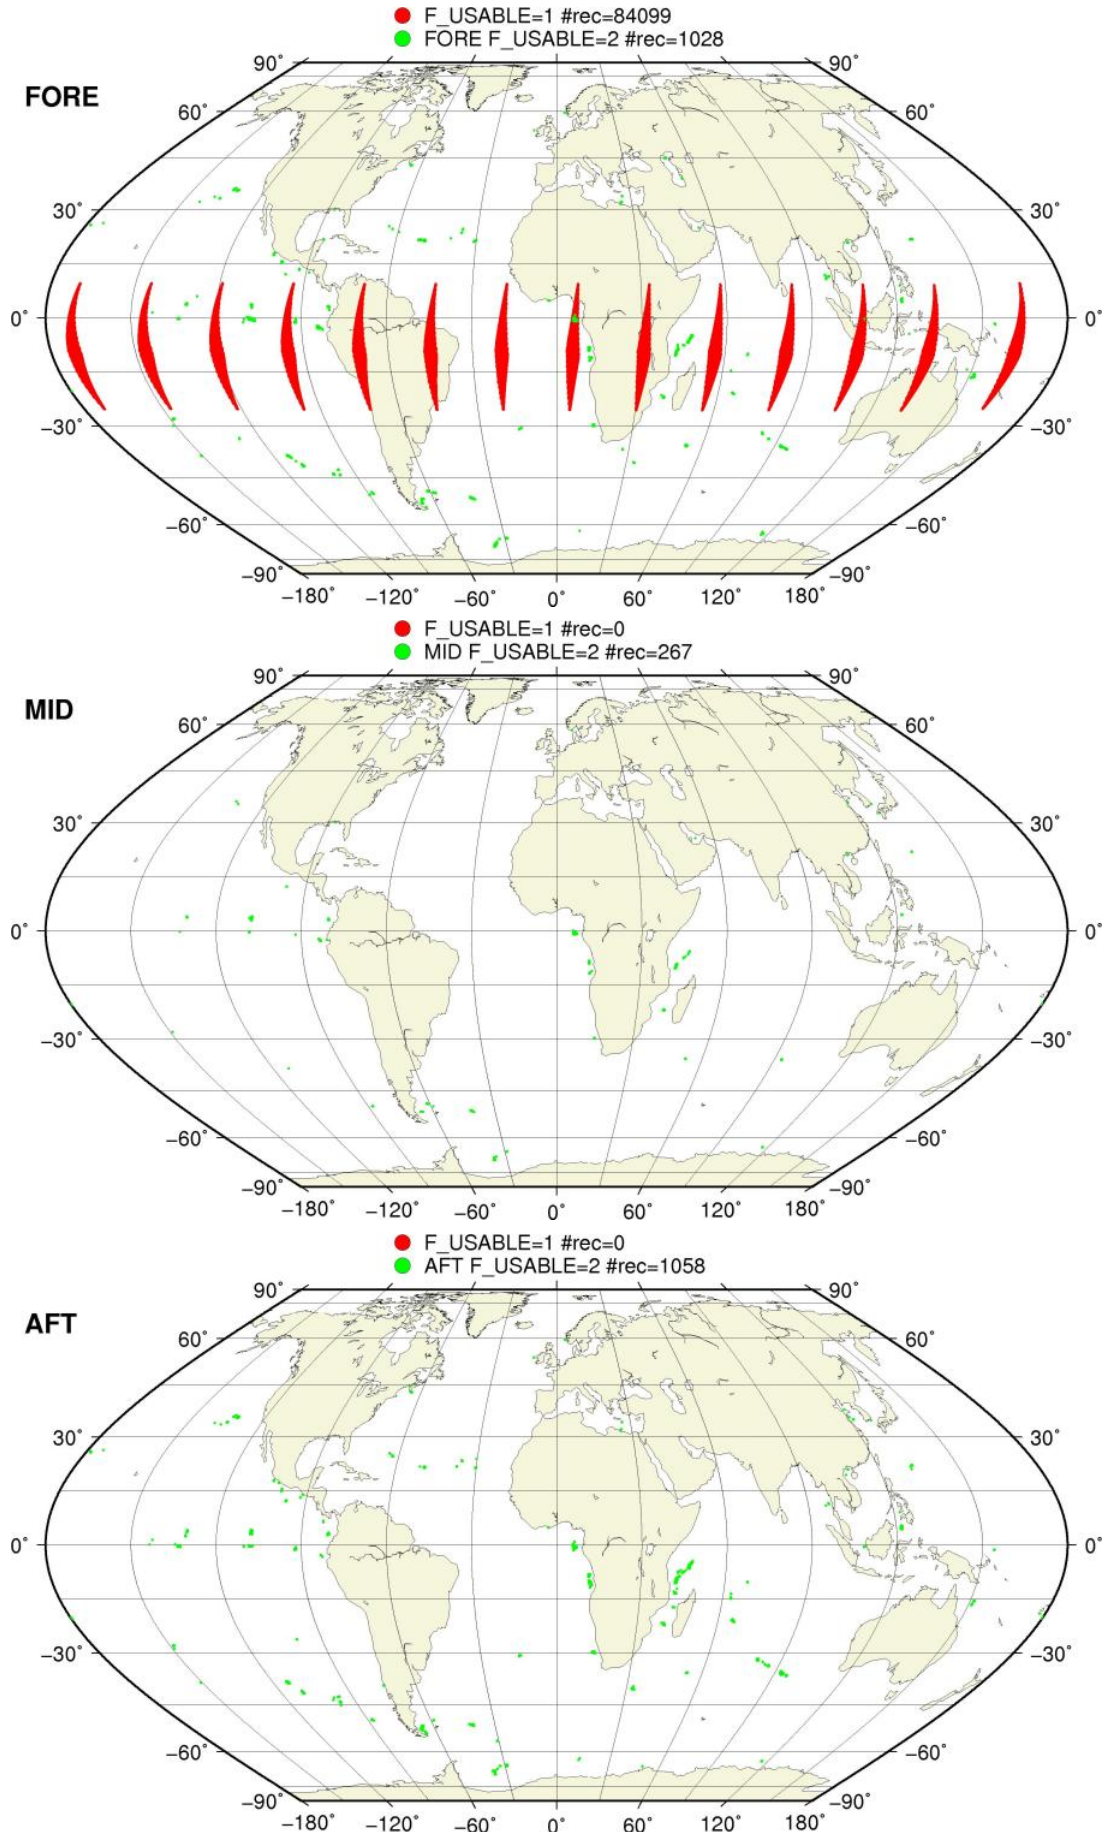 F_USABLE=1 #rec=84099
FORE F_USABLE=2 #rec=1028
FORE
90° 90°
60° 60°
30° 30°
0° 0°
−30° −30°
−60° −60°
−90° −90°
−180° −120° −60° 0° 60° 120° 180°
F_USABLE=1 #rec=0
MID F_USABLE=2 #rec=267
MID
90° 90°
60° 60°
30° 30°
0° 0°
−30° −30°
−60° −60°
−90° −90°
−180° −120° −60° 0° 60° 120° 180°
F_USABLE=1 #rec=0
AFT F_USABLE=2 #rec=1058
AFT
90° 90°
60° 60°
30° 30°
0° 0°
−30° −30°
−60° −60°
−90° −90°
−180° −120° −60° 0° 60° 120° 180°